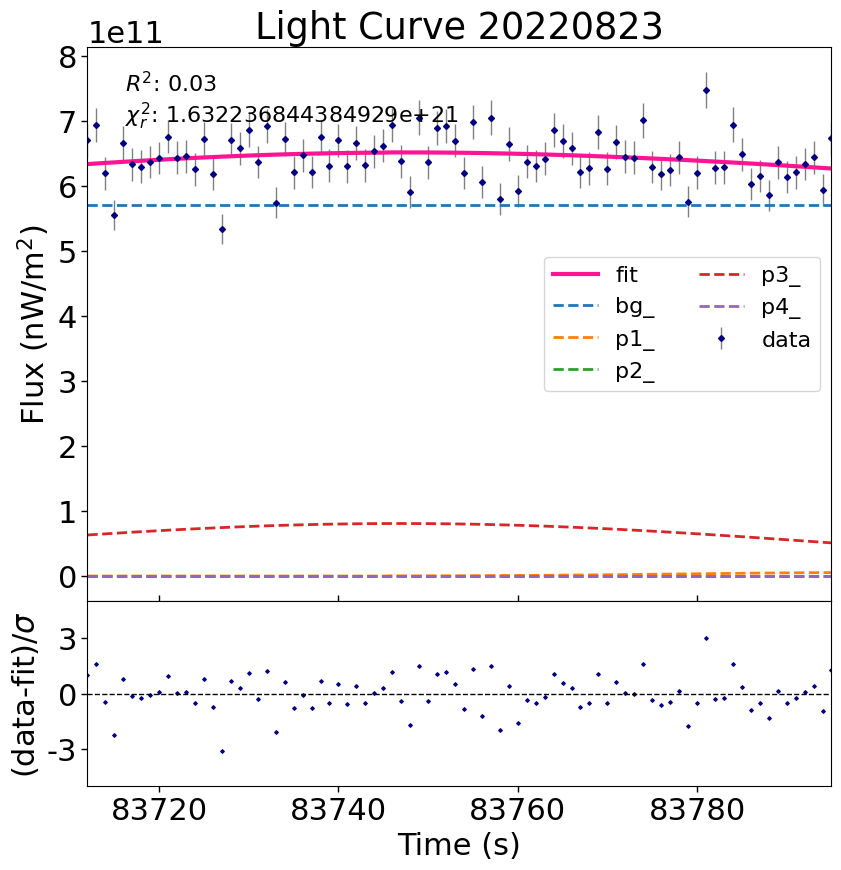 Light Curve 20220823
1e11
R²: 0.03
χ²ᵣ: 1.6322368443849​29e+21
8
7
6
5
4
3
2
1
0
Flux (nW/m²)
fit
bg_
p1_
p2_
p3_
p4_
data
3
0
-3
(data-fit)/σ
83720 83740 83760 83780
Time (s)